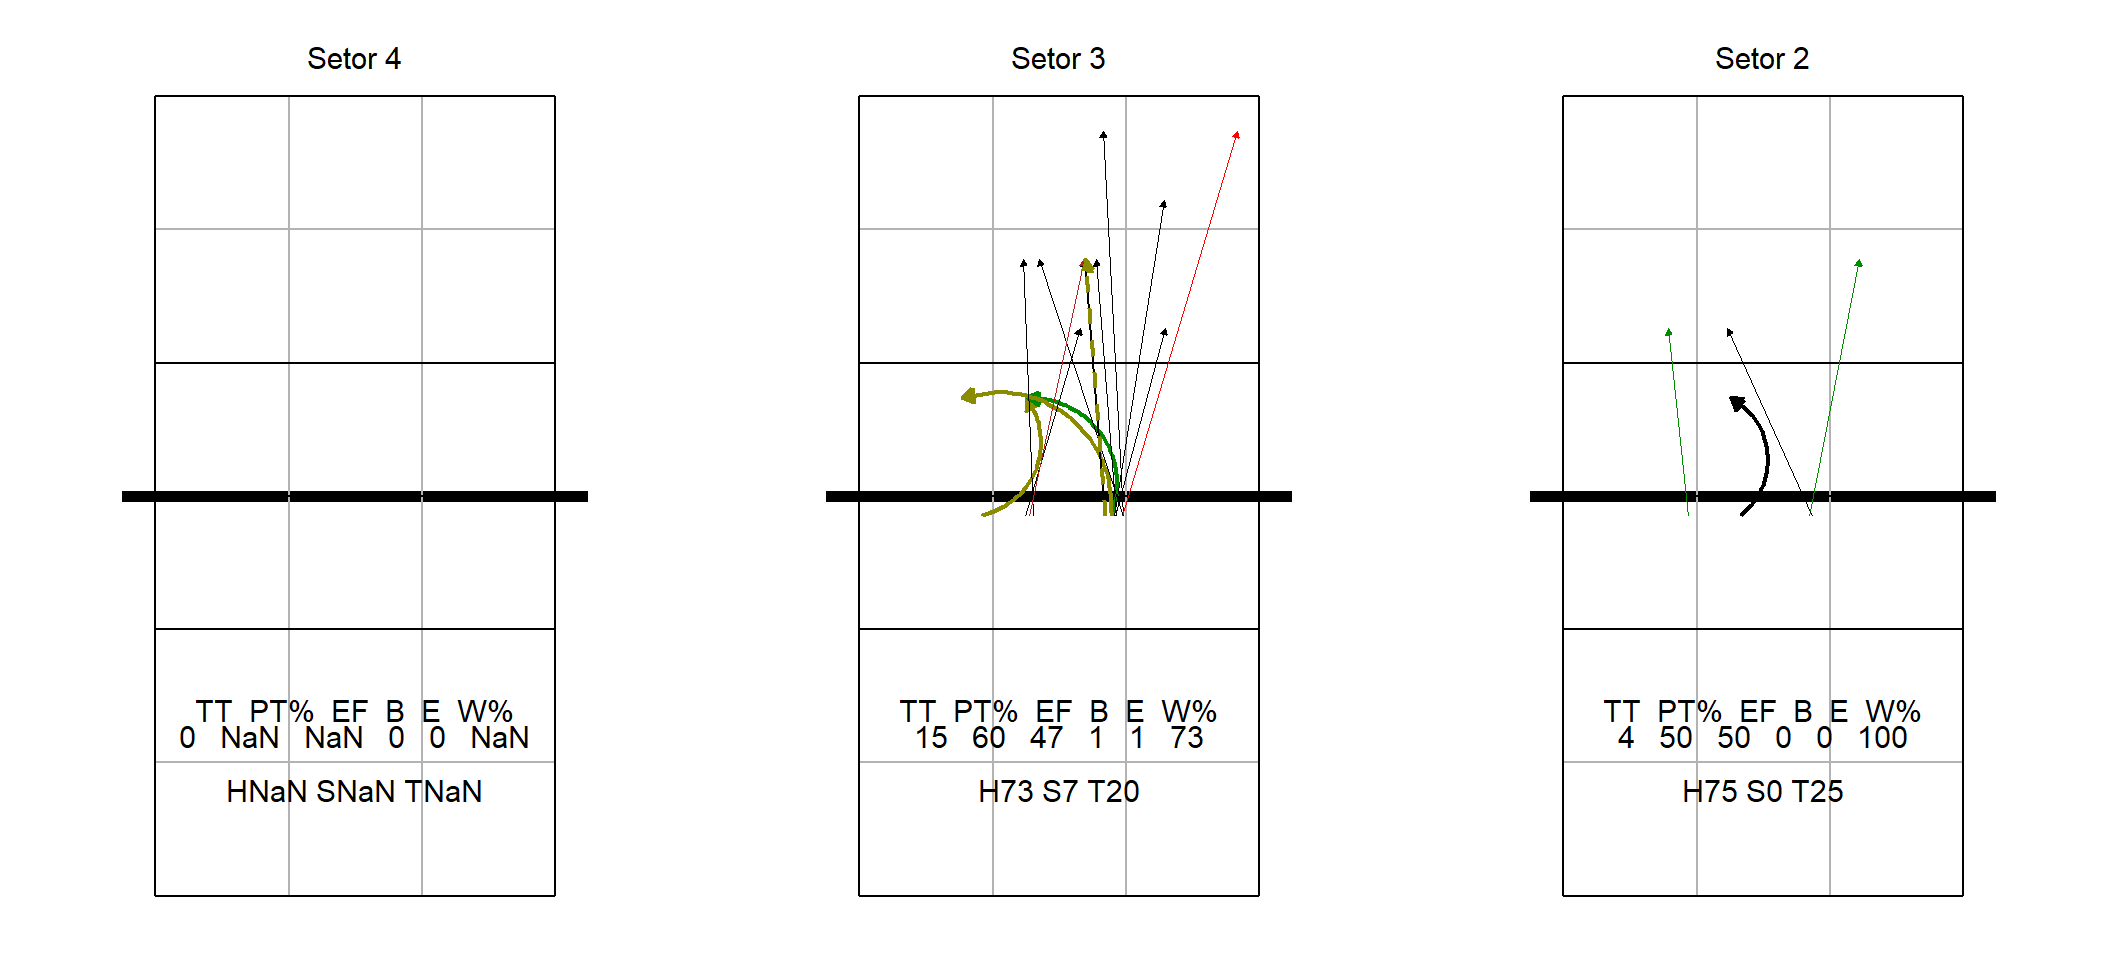 Setor 4
TT PT% EF B E W%
0 NaN NaN 0 0 NaN
HNaN SNaN TNaN
Setor 3
TT PT% EF B E W%
15 60 47 1 1 73
H73 S7 T20
Setor 2
TT PT% EF B E W%
4 50 50 0 0 100
H75 S0 T25